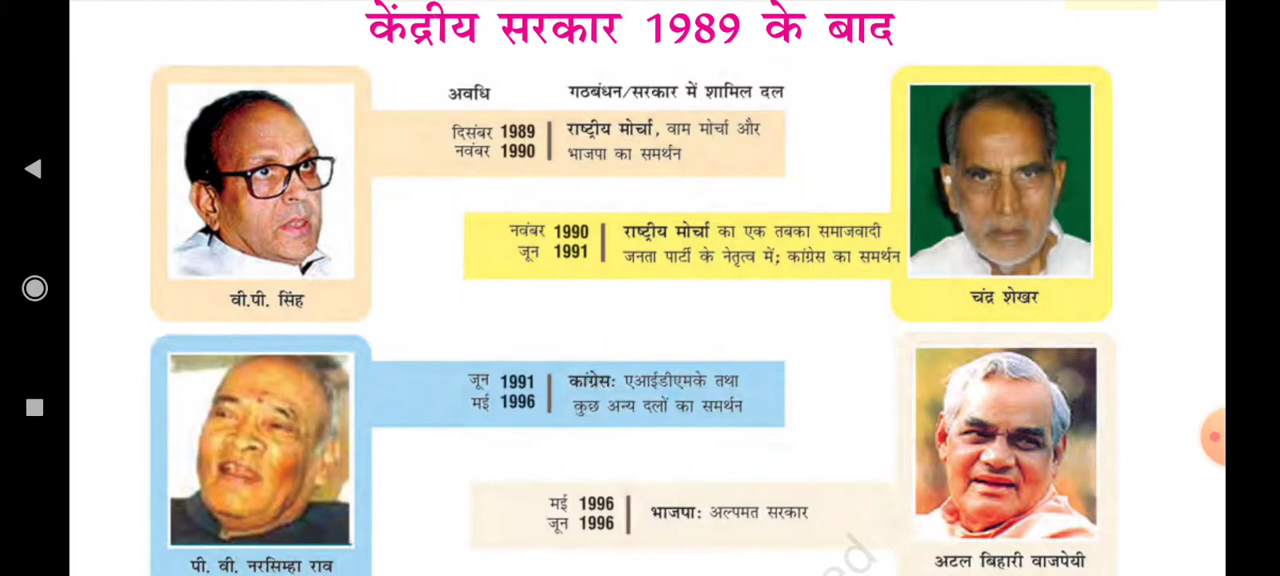 केंद्रीय सरकार 1989 के बाद
अवधि गठबंधन/सरकार में शामिल दल
दिसंबर 1989 राष्ट्रीय मोर्चा, वाम मोर्चा और
नवंबर 1990 भाजपा का समर्थन
वी.पी. सिंह
नवंबर 1990 राष्ट्रीय मोर्चा का एक तबका समाजवादी
जून 1991 जनता पार्टी के नेतृत्व में; कांग्रेस का समर्थन
चंद्र शेखर
जून 1991 कांग्रेस: एआईडीएमके तथा
मई 1996 कुछ अन्य दलों का समर्थन
पी. वी. नरसिम्हा राव
मई 1996 भाजपा: अल्पमत सरकार
जून 1996
अटल बिहारी वाजपेयी